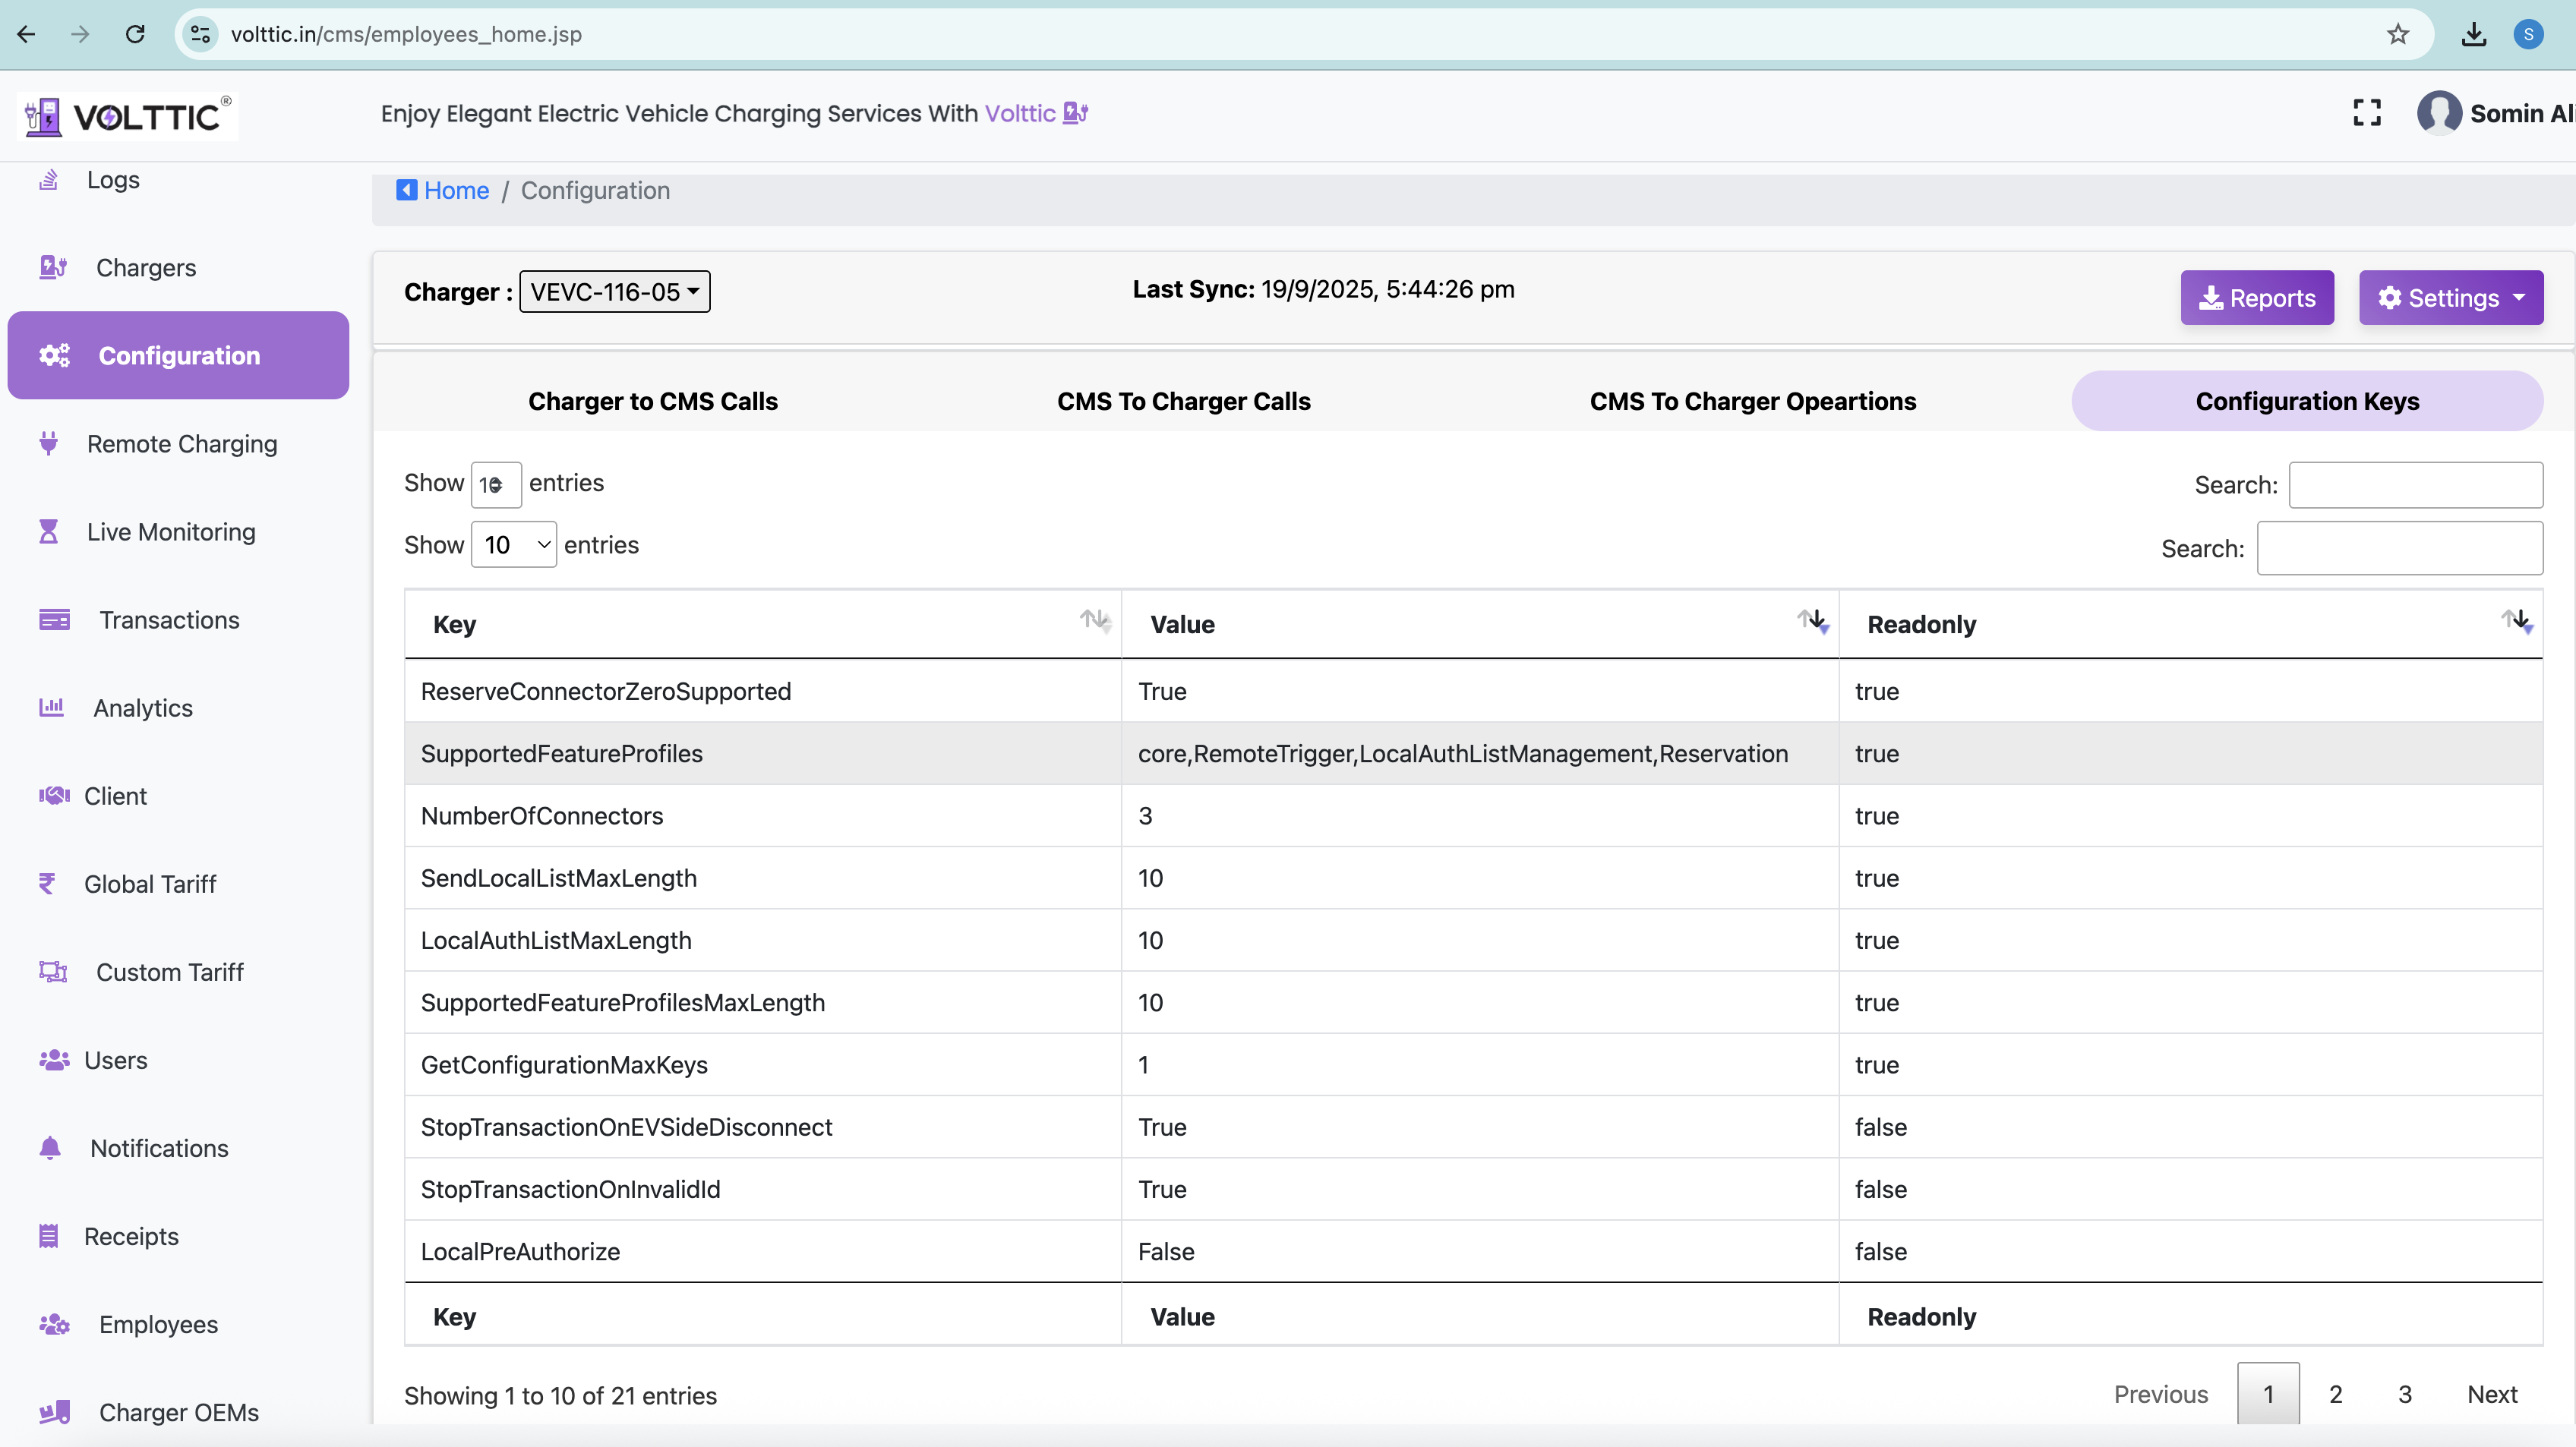 volttic.in/cms/employees_home.jsp
S
VOLTTIC®
Enjoy Elegant Electric Vehicle Charging Services With Volttic
Somin Al
Logs
Chargers
Configuration
Remote Charging
Live Monitoring
Transactions
Analytics
Client
Global Tariff
Custom Tariff
Users
Notifications
Receipts
Employees
Charger OEMs
Home / Configuration
Charger : VEVC-116-05
Last Sync: 19/9/2025, 5:44:26 pm
Reports
Settings
Charger to CMS Calls
CMS To Charger Calls
CMS To Charger Opeartions
Configuration Keys
Show 10 entries
Search:
Show 10 entries
Search:
Key Value Readonly
ReserveConnectorZeroSupported True true
SupportedFeatureProfiles core,RemoteTrigger,LocalAuthListManagement,Reservation true
NumberOfConnectors 3 true
SendLocalListMaxLength 10 true
LocalAuthListMaxLength 10 true
SupportedFeatureProfilesMaxLength 10 true
GetConfigurationMaxKeys 1 true
StopTransactionOnEVSideDisconnect True false
StopTransactionOnInvalidId True false
LocalPreAuthorize False false
Key Value Readonly
Showing 1 to 10 of 21 entries
Previous 1 2 3 Next